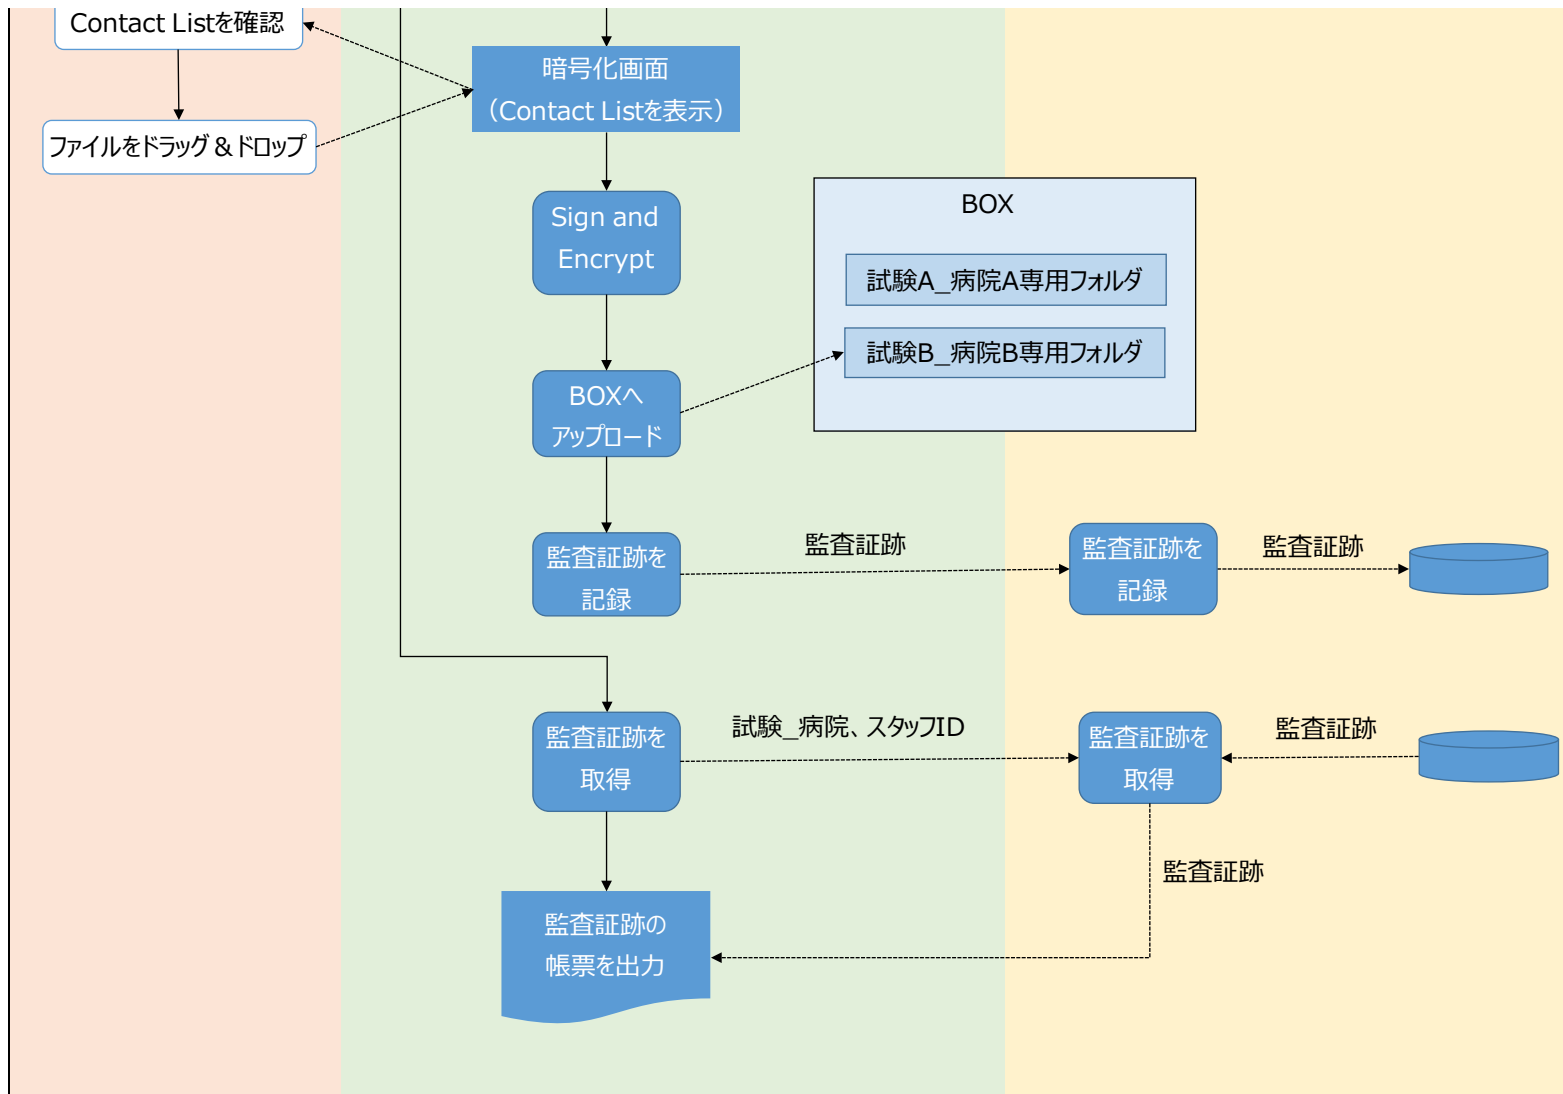 Contact Listを確認
暗号化画面
（Contact Listを表示）
ファイルをドラッグ＆ドロップ
Sign and
Encrypt
BOX
試験A_病院A専用フォルダ
試験B_病院B専用フォルダ
BOXへ
アップロード
監査証跡を
記録
監査証跡
監査証跡を
記録
監査証跡
監査証跡を
取得
試験_病院、スタッフID
監査証跡を
取得
監査証跡
監査証跡
監査証跡の
帳票を出力